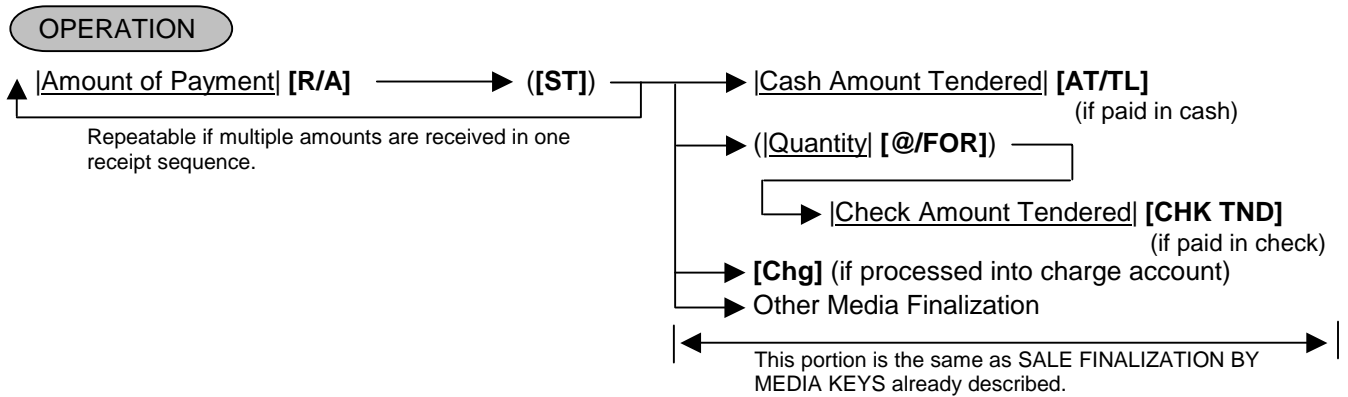 OPERATION
|Amount of Payment| [R/A] ([ST]) |Cash Amount Tendered| [AT/TL]
(if paid in cash)
Repeatable if multiple amounts are received in one
receipt sequence.
(|Quantity| [@/FOR])
|Check Amount Tendered| [CHK TND]
(if paid in check)
[Chg] (if processed into charge account)
Other Media Finalization
This portion is the same as SALE FINALIZATION BY
MEDIA KEYS already described.